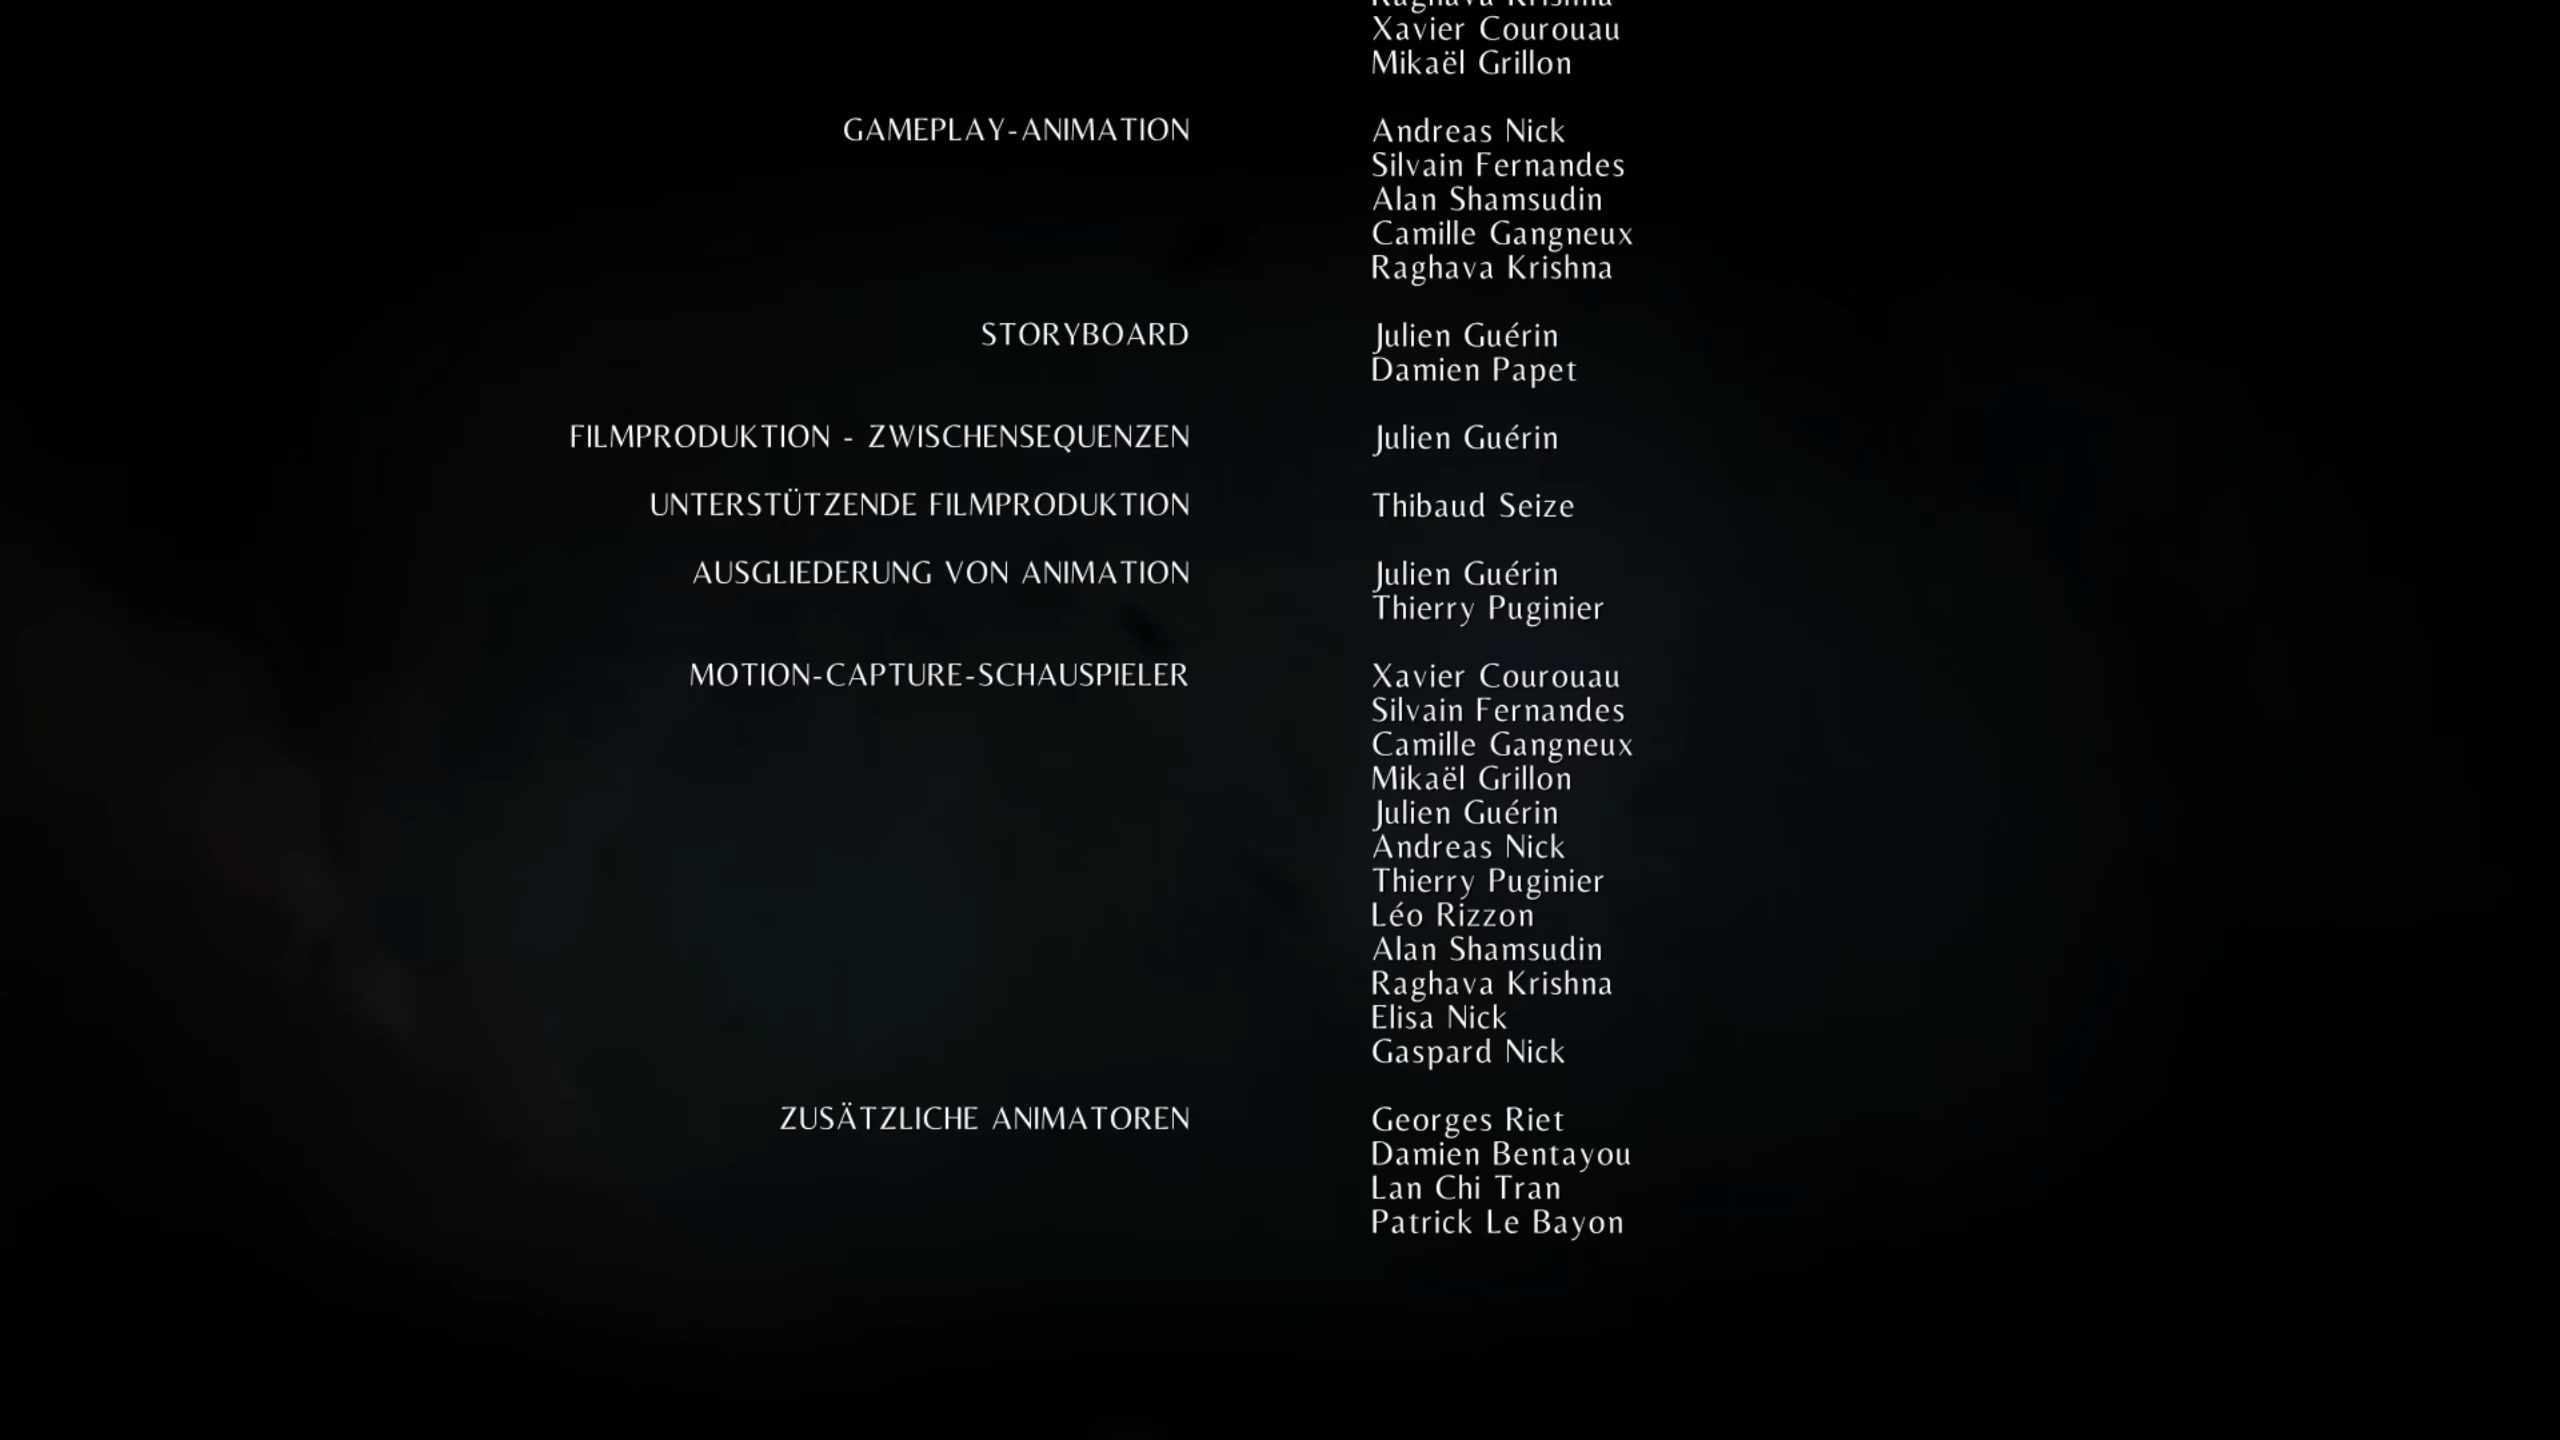 Raghava Krishna
Xavier Courouau
Mikaël Grillon
GAMEPLAY-ANIMATION
Andreas Nick
Silvain Fernandes
Alan Shamsudin
Camille Gangneux
Raghava Krishna
STORYBOARD
Julien Guérin
Damien Papet
FILMPRODUKTION - ZWISCHENSEQUENZEN
Julien Guérin
UNTERSTÜTZENDE FILMPRODUKTION
Thibaud Seize
AUSGLIEDERUNG VON ANIMATION
Julien Guérin
Thierry Puginier
MOTION-CAPTURE-SCHAUSPIELER
Xavier Courouau
Silvain Fernandes
Camille Gangneux
Mikaël Grillon
Julien Guérin
Andreas Nick
Thierry Puginier
Léo Rizzon
Alan Shamsudin
Raghava Krishna
Elisa Nick
Gaspard Nick
ZUSÄTZLICHE ANIMATOREN
Georges Riet
Damien Bentayou
Lan Chi Tran
Patrick Le Bayon